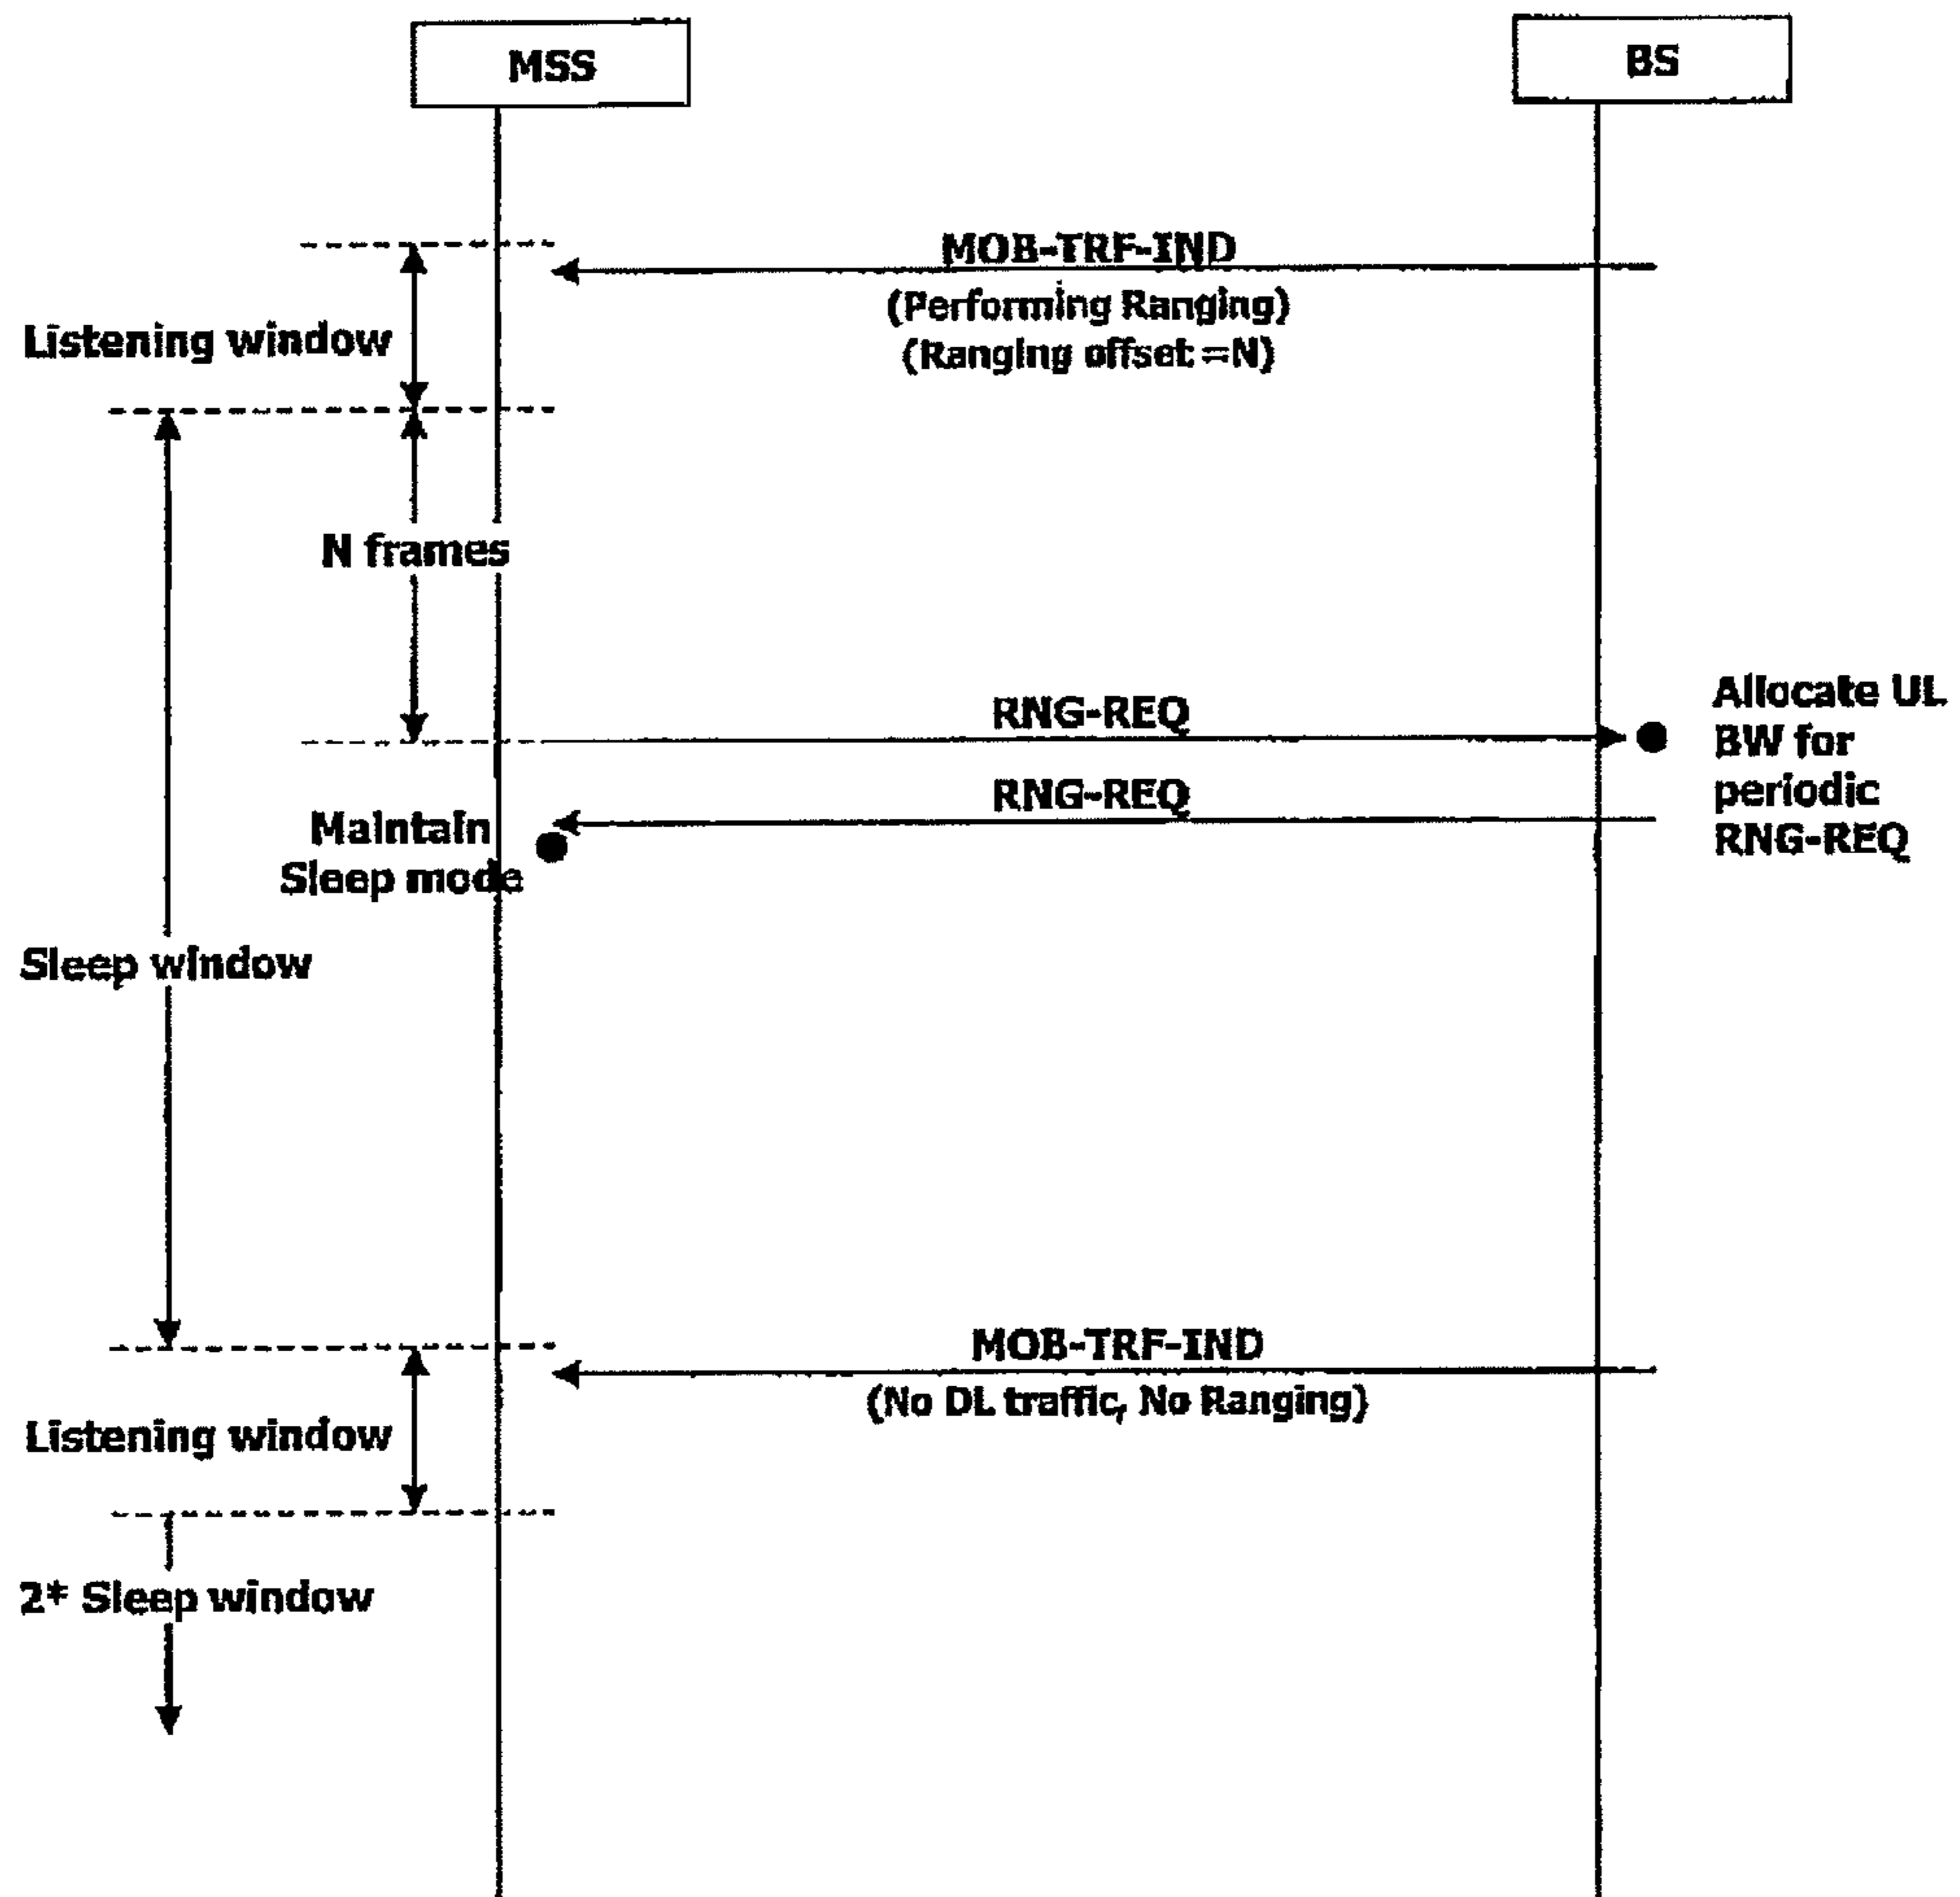 MSS
BS
MOB-TRF-IND
(Performing Ranging)
(Ranging offset =N)
Listening window
N frames
RNG-REQ
Allocate UL
BW for
periodic
RNG-REQ
RNG-REQ
Maintain
Sleep mode
Sleep window
MOB-TRF-IND
(No DL traffic, No Ranging)
Listening window
2* Sleep window